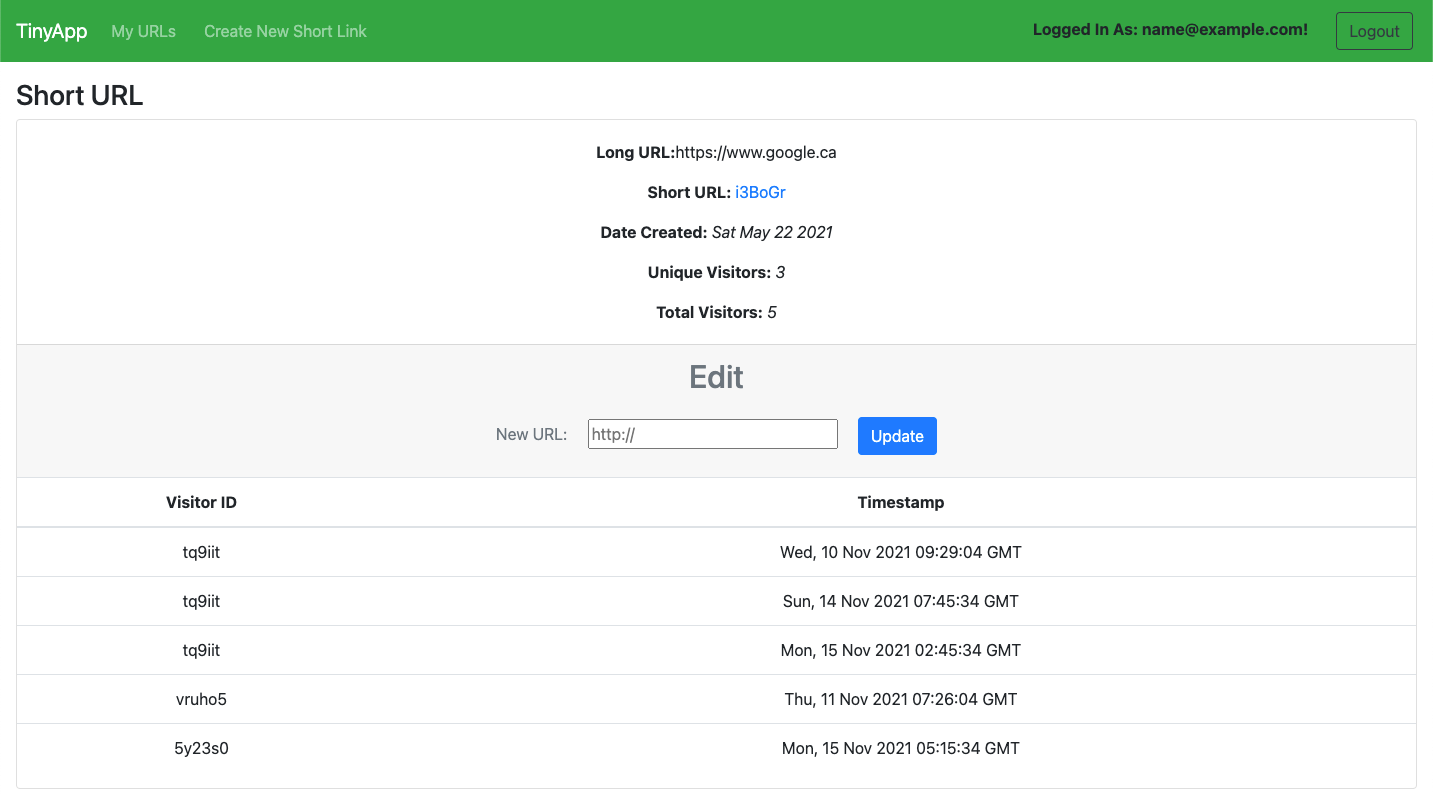 TinyApp My URLs Create New Short Link Logged In As: name@example.com! Logout
Short URL
Long URL:https://www.google.ca
Short URL: i3BoGr
Date Created: Sat May 22 2021
Unique Visitors: 3
Total Visitors: 5
Edit
New URL: http:// Update
Visitor ID Timestamp
tq9iit Wed, 10 Nov 2021 09:29:04 GMT
tq9iit Sun, 14 Nov 2021 07:45:34 GMT
tq9iit Mon, 15 Nov 2021 02:45:34 GMT
vruho5 Thu, 11 Nov 2021 07:26:04 GMT
5y23s0 Mon, 15 Nov 2021 05:15:34 GMT